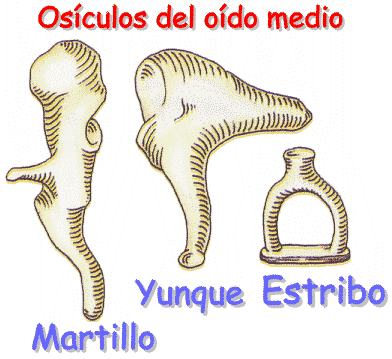 Osículos del oído medio
Yunque
Estribo
Martillo